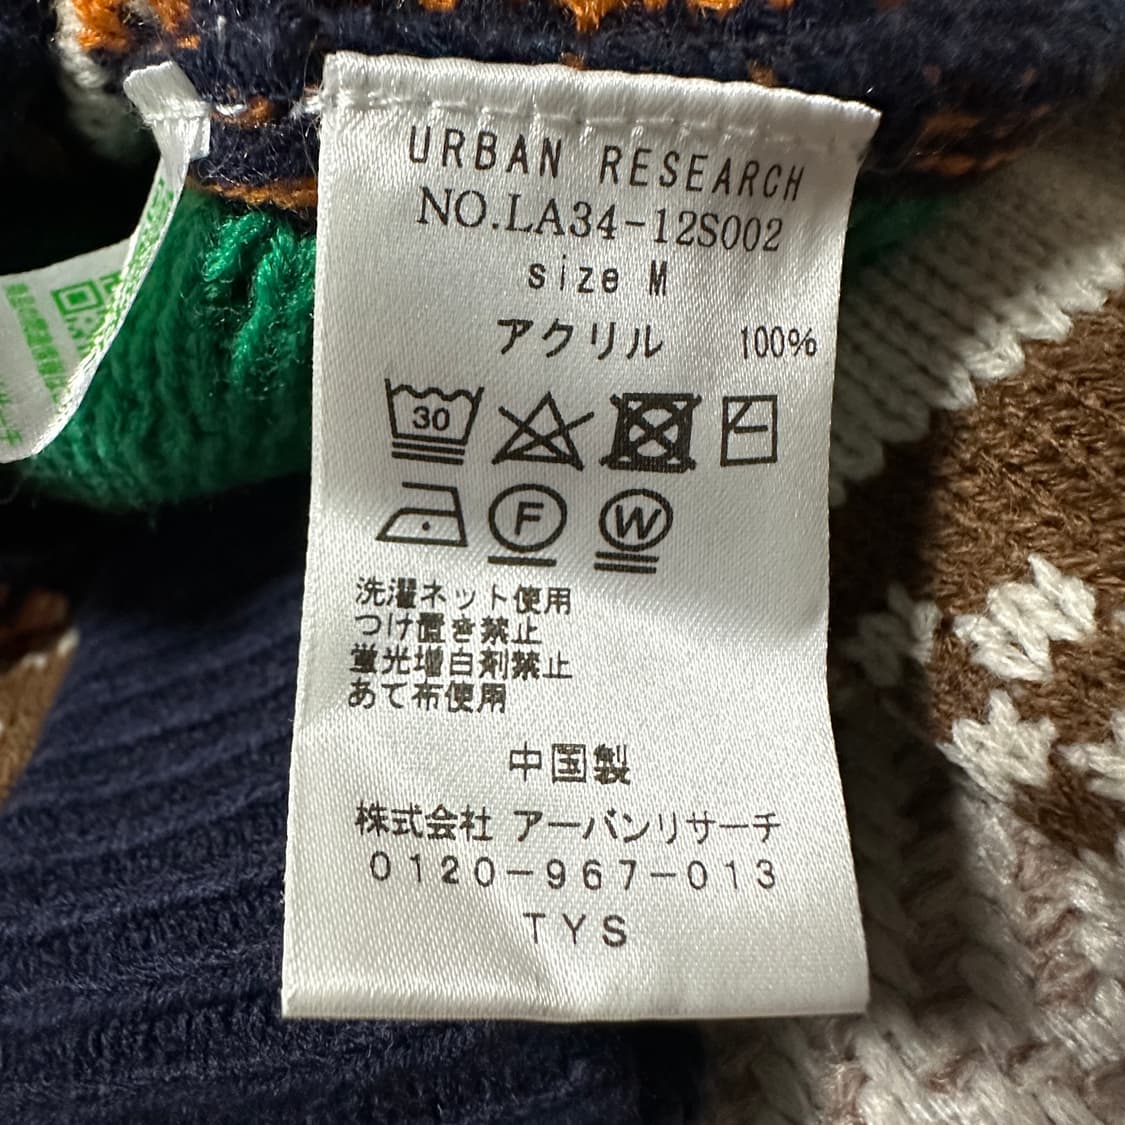 URBAN RESEARCH
NO.LA34-12S002
size M
アクリル 100%
30
F
W
洗濯ネット使用
つけ置き禁止
蛍光増白剤禁止
あて布使用
中国製
株式会社 アーバンリサーチ
0120-967-013
TYS